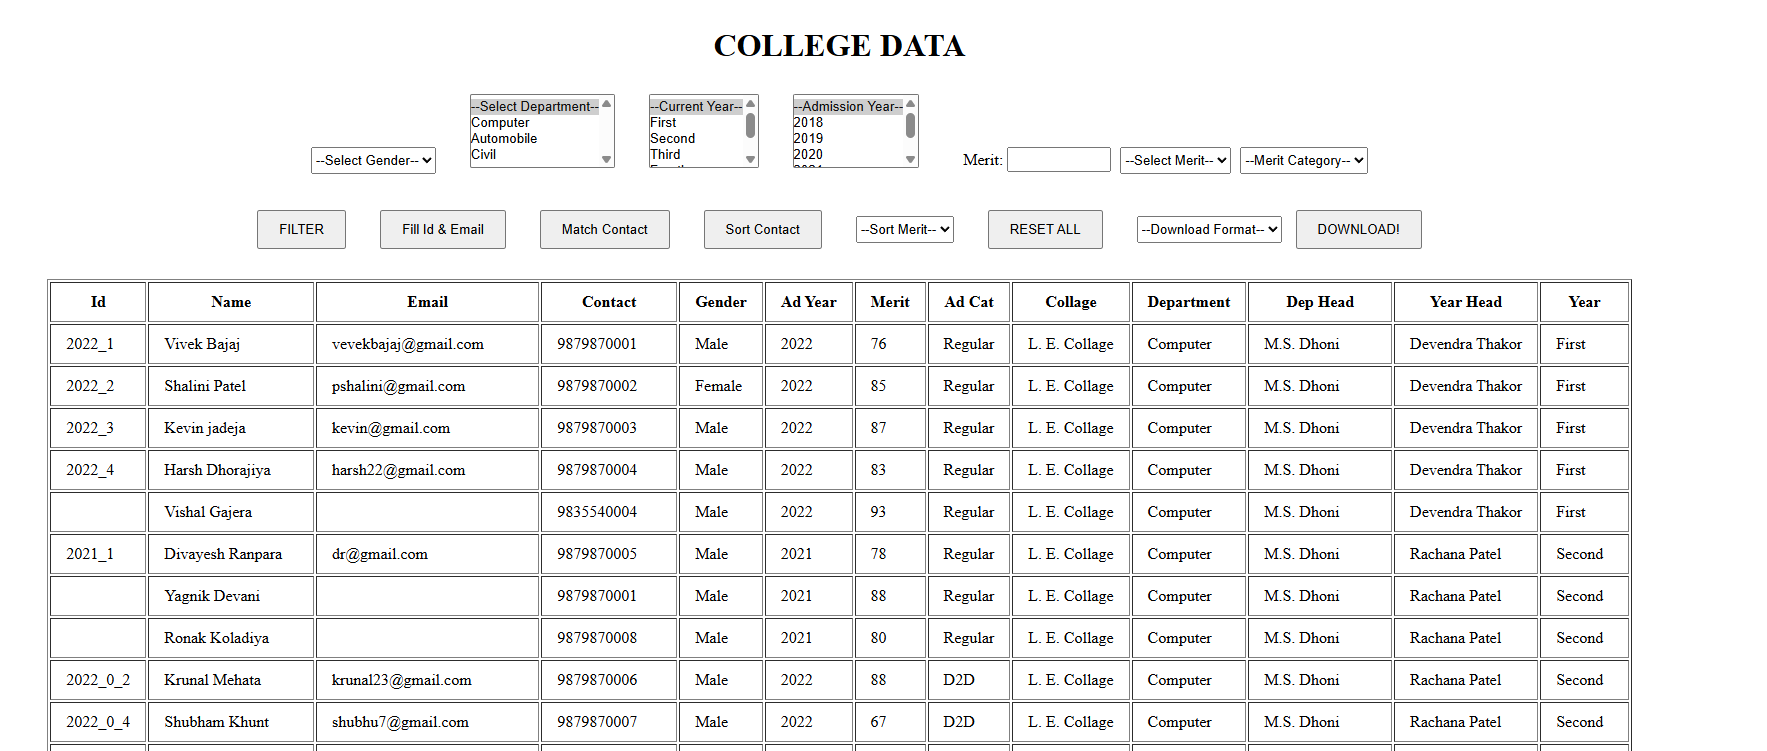 COLLEGE DATA
--Select Gender--
--Select Department--
Computer
Automobile
Civil
--Current Year--
First
Second
Third
--Admission Year--
2018
2019
2020
Merit:
--Select Merit--
--Merit Category--
FILTER
Fill Id & Email
Match Contact
Sort Contact
--Sort Merit--
RESET ALL
--Download Format--
DOWNLOAD!
Id Name Email Contact Gender Ad Year Merit Ad Cat Collage Department Dep Head Year Head Year
2022_1 Vivek Bajaj vevekbajaj@gmail.com 9879870001 Male 2022 76 Regular L. E. Collage Computer M.S. Dhoni Devendra Thakor First
2022_2 Shalini Patel pshalini@gmail.com 9879870002 Female 2022 85 Regular L. E. Collage Computer M.S. Dhoni Devendra Thakor First
2022_3 Kevin jadeja kevin@gmail.com 9879870003 Male 2022 87 Regular L. E. Collage Computer M.S. Dhoni Devendra Thakor First
2022_4 Harsh Dhorajiya harsh22@gmail.com 9879870004 Male 2022 83 Regular L. E. Collage Computer M.S. Dhoni Devendra Thakor First
Vishal Gajera 9835540004 Male 2022 93 Regular L. E. Collage Computer M.S. Dhoni Devendra Thakor First
2021_1 Divayesh Ranpara dr@gmail.com 9879870005 Male 2021 78 Regular L. E. Collage Computer M.S. Dhoni Rachana Patel Second
Yagnik Devani 9879870001 Male 2021 88 Regular L. E. Collage Computer M.S. Dhoni Rachana Patel Second
Ronak Koladiya 9879870008 Male 2021 80 Regular L. E. Collage Computer M.S. Dhoni Rachana Patel Second
2022_0_2 Krunal Mehata krunal23@gmail.com 9879870006 Male 2022 88 D2D L. E. Collage Computer M.S. Dhoni Rachana Patel Second
2022_0_4 Shubham Khunt shubhu7@gmail.com 9879870007 Male 2022 67 D2D L. E. Collage Computer M.S. Dhoni Rachana Patel Second